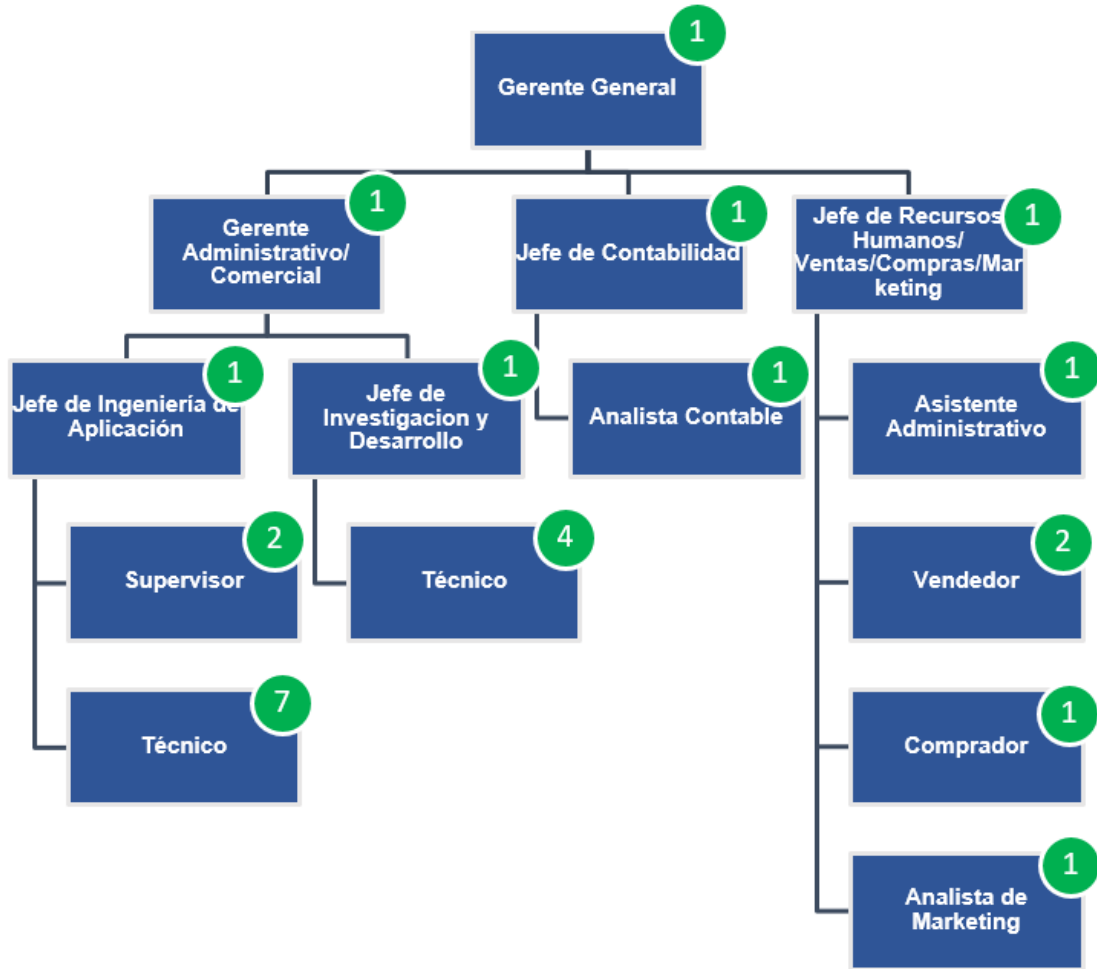 1
Gerente General
1
Gerente
Administrativo/
Comercial
1
Jefe de Contabilidad
1
Jefe de Recursos
Humanos/
Ventas/Compras/Mar
keting
1
Jefe de Ingeniería de
Aplicación
1
Jefe de
Investigacion y
Desarrollo
1
Analista Contable
1
Asistente
Administrativo
2
Supervisor
4
Técnico
2
Vendedor
7
Técnico
1
Comprador
1
Analista de
Marketing